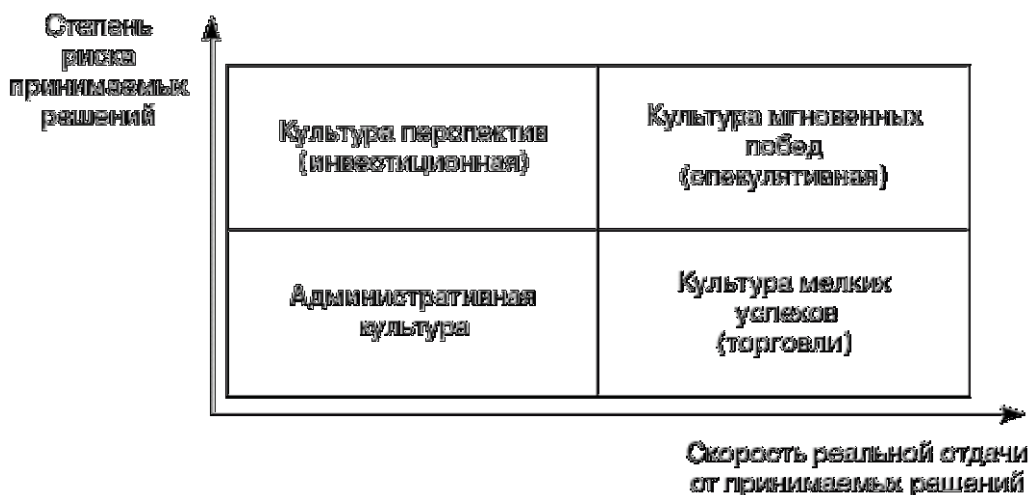 Степень
риска
принимаемых
решений
Культура перспектив
(инвестиционная)
Культура мгновенных
побед
(спекулятивная)
Административная
культура
Культура мелких
успехов
(торговли)
Скорость реальной отдачи
от принимаемых решений